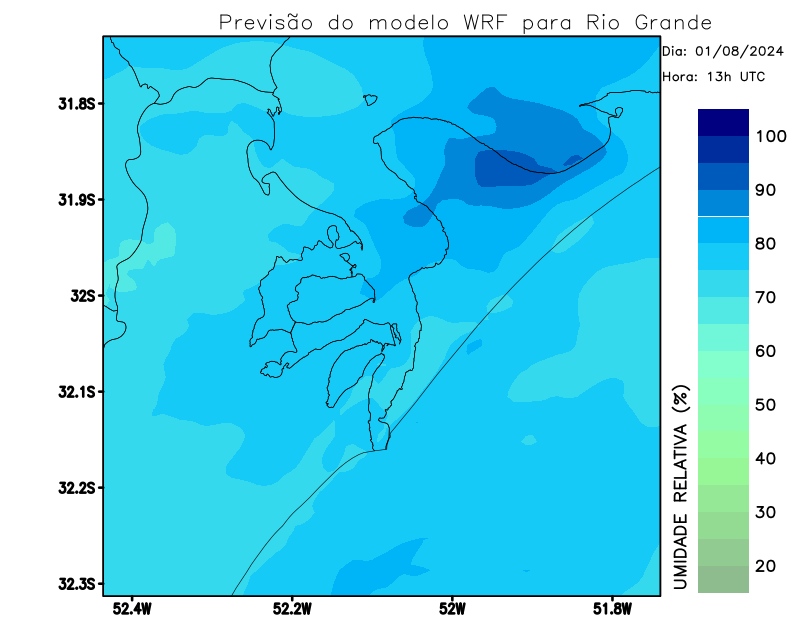 Previsão do modelo WRF para Rio Grande
Dia: 01/08/2024
Hora: 13h UTC
31.8S
31.9S
32S
32.1S
32.2S
32.3S
52.4W
52.2W
52W
51.8W
UMIDADE RELATIVA (%)
100
90
80
70
60
50
40
30
20